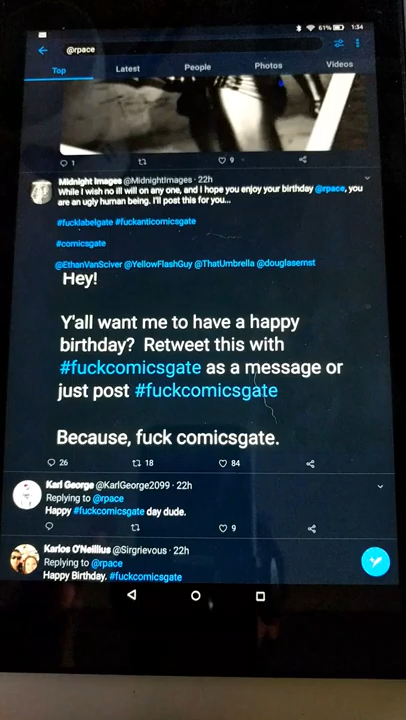 61% 1:34
@rpace
Top Latest People Photos Videos
1 9
Midnight Images @MidnightImages · 22h
While I wish no ill will on any one, and I hope you enjoy your birthday @rpace, you
are an ugly human being. I'll post this for you...
#fucklabelgate #fuckanticomicsgate
#comicsgate
@EthanVanSciver @YellowFlashGuy @ThatUmbrella @douglasernst
Hey!
Y'all want me to have a happy
birthday? Retweet this with
#fuckcomicsgate as a message or
just post #fuckcomicsgate
Because, fuck comicsgate.
26 18 84
Karl George @KarlGeorge2099 · 22h
Replying to @rpace
Happy #fuckcomicsgate day dude.
9
Karlos O'Neillius @Sirgrievous · 22h
Replying to @rpace
Happy Birthday. #fuckcomicsgate